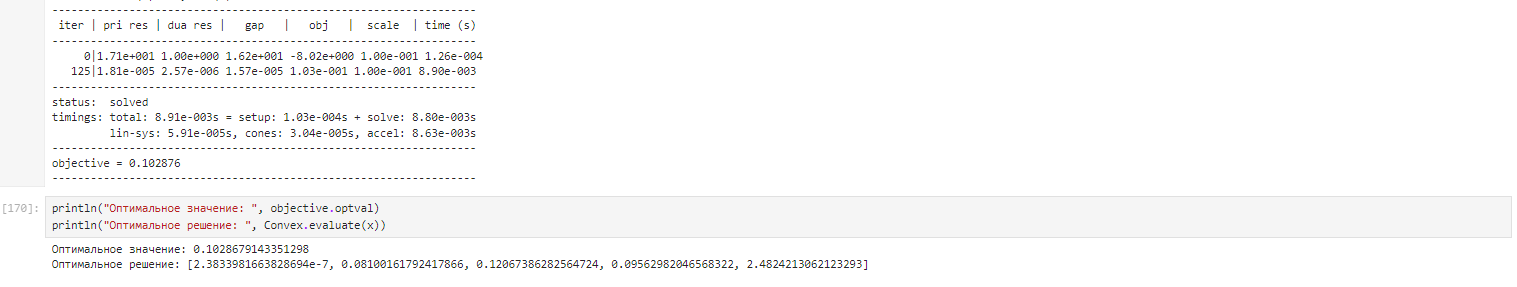 ------------------------------------------------------------------
iter | pri res | dua res | gap | obj | scale | time (s)
------------------------------------------------------------------
0|1.71e+001 1.00e+000 1.62e+001 -8.02e+000 1.00e-001 1.26e-004
125|1.81e-005 2.57e-006 1.57e-005 1.03e-001 1.00e-001 8.90e-003
------------------------------------------------------------------
status: solved
timings: total: 8.91e-003s = setup: 1.03e-004s + solve: 8.80e-003s
lin-sys: 5.91e-005s, cones: 3.04e-005s, accel: 8.63e-003s
------------------------------------------------------------------
objective = 0.102876
------------------------------------------------------------------
[170]: println("Оптимальное значение: ", objective.optval)
println("Оптимальное решение: ", Convex.evaluate(x))
Оптимальное значение: 0.1028679143351298
Оптимальное решение: [2.3833981663828694e-7, 0.08100161792417866, 0.12067386282564724, 0.09562982046568322, 2.4824213062123293]